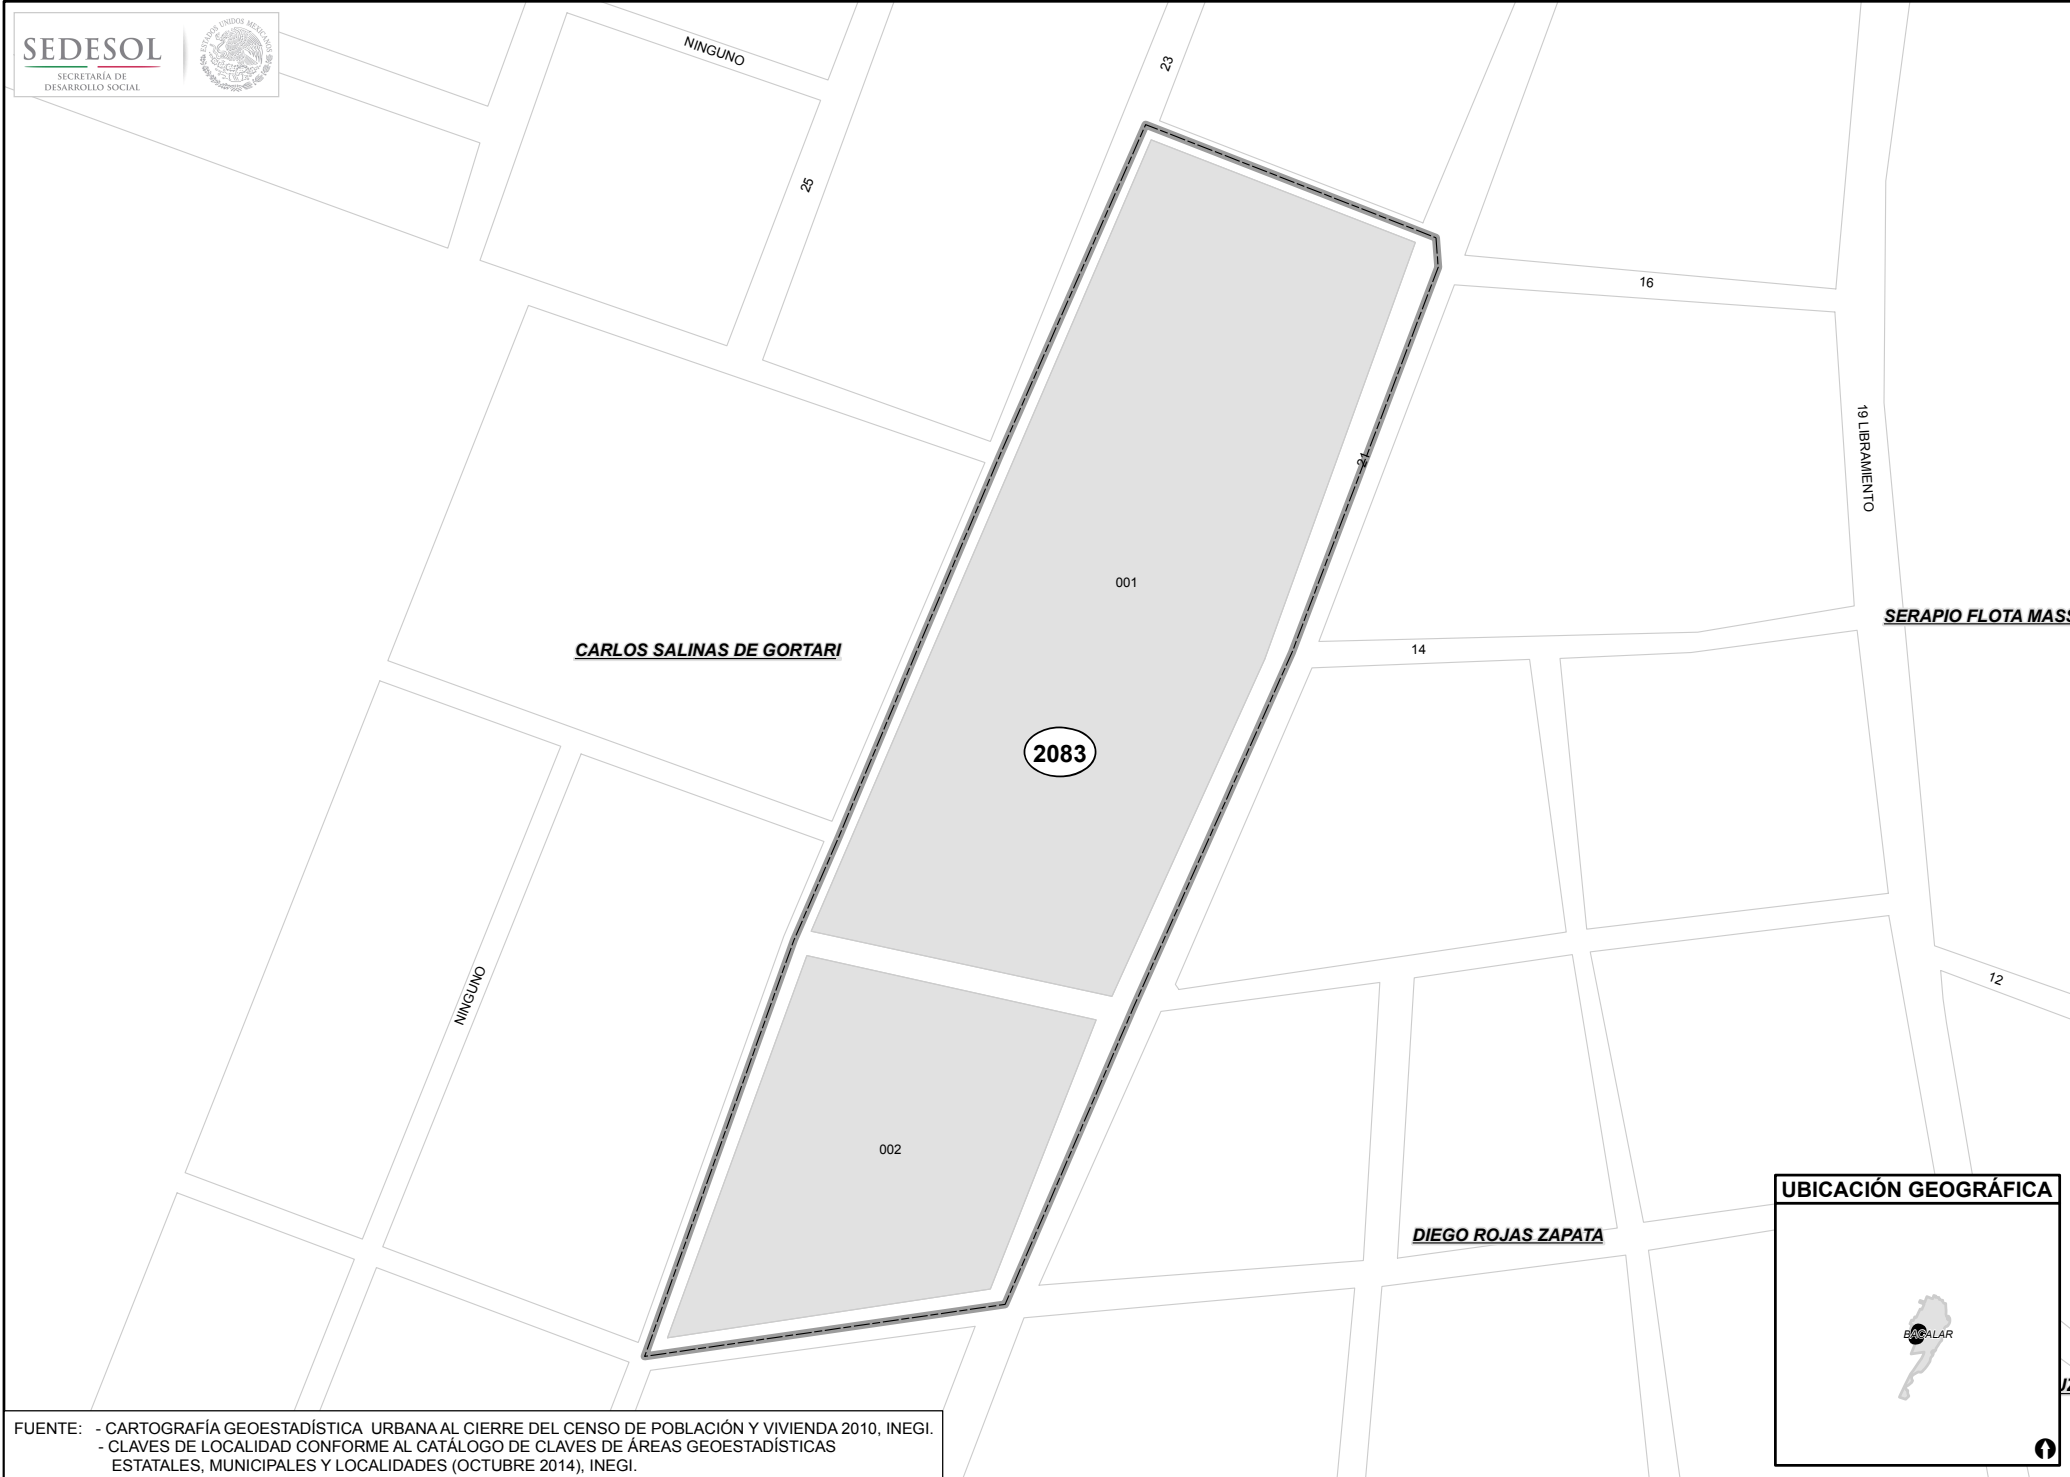 SEDESOL
SECRETARÍA DE
DESARROLLO SOCIAL
ESTADOS UNIDOS MEXICANOS
NINGUNO
23
25
16
21
19 LIBRAMIENTO
001
SERAPIO FLOTA MASS
CARLOS SALINAS DE GORTARI
14
2083
NINGUNO
12
002
DIEGO ROJAS ZAPATA
UBICACIÓN GEOGRÁFICA
BACALAR
FUENTE: - CARTOGRAFÍA GEOESTADÍSTICA URBANA AL CIERRE DEL CENSO DE POBLACIÓN Y VIVIENDA 2010, INEGI.
- CLAVES DE LOCALIDAD CONFORME AL CATÁLOGO DE CLAVES DE ÁREAS GEOESTADÍSTICAS
ESTATALES, MUNICIPALES Y LOCALIDADES (OCTUBRE 2014), INEGI.